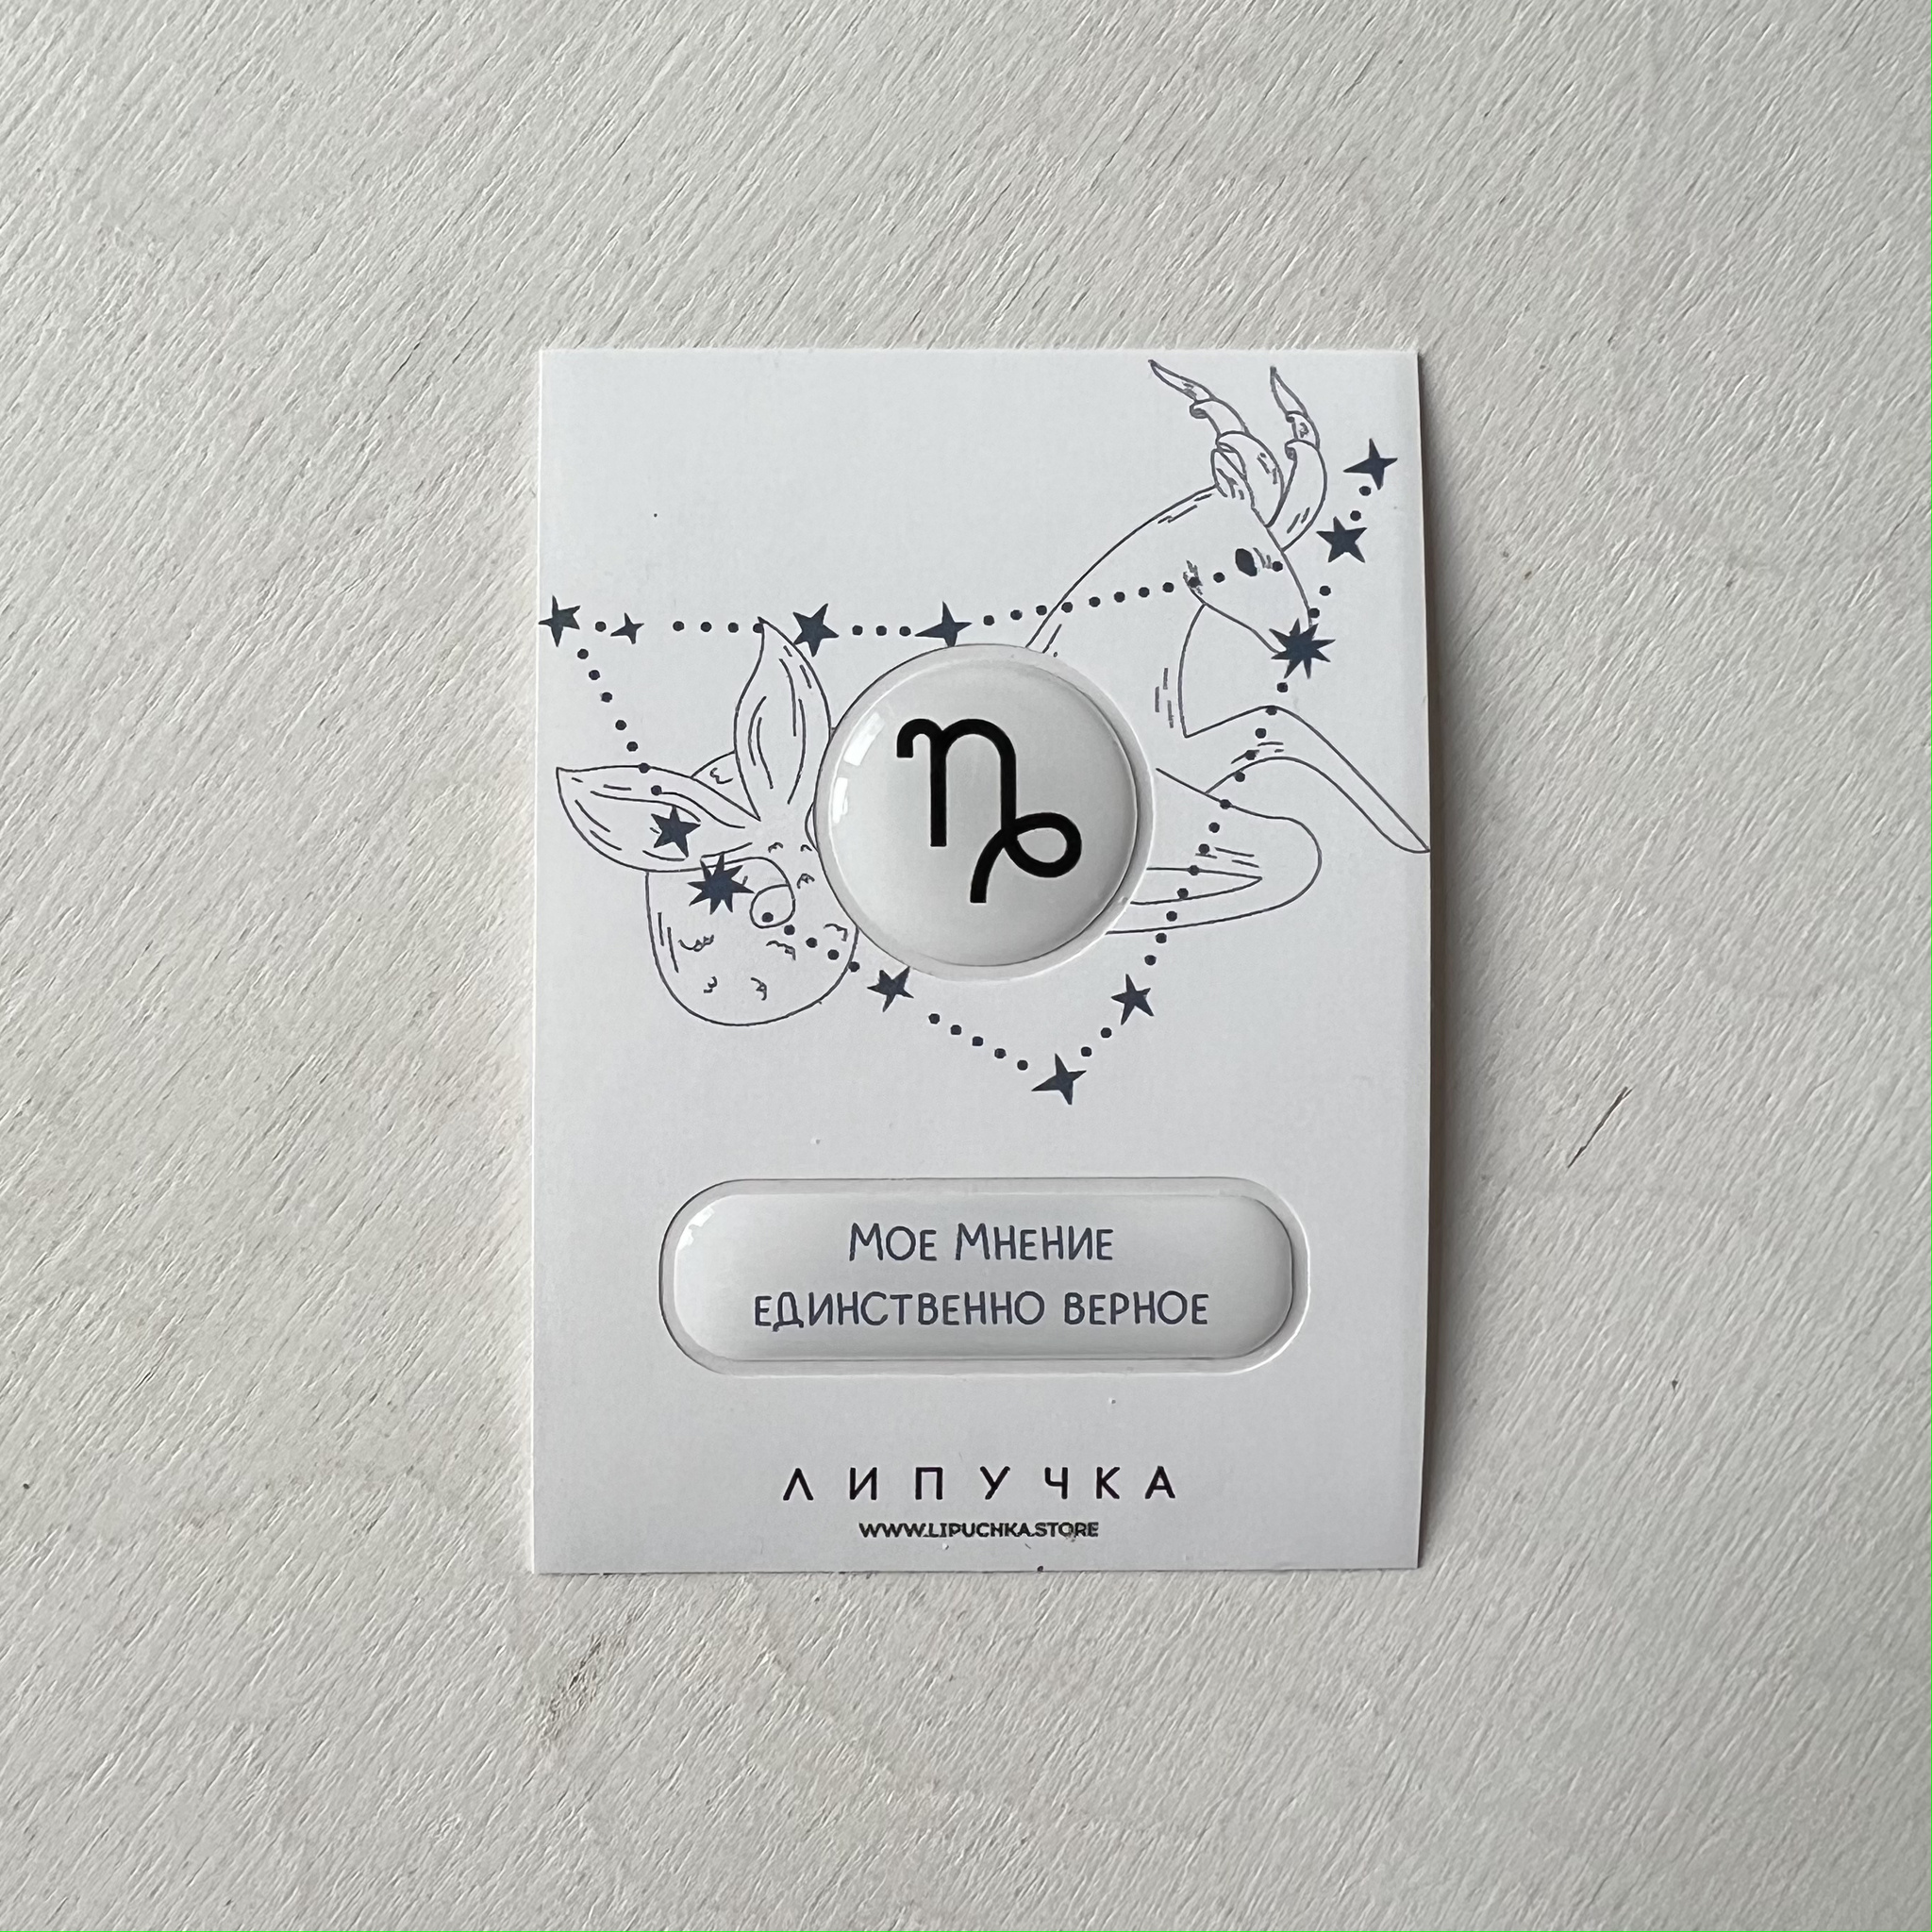 ♑
МОЕ МНЕНИЕ
ЕДИНСТВЕННО ВЕРНОЕ
ЛИПУЧКА
WWW.LIPUCHKA.STORE